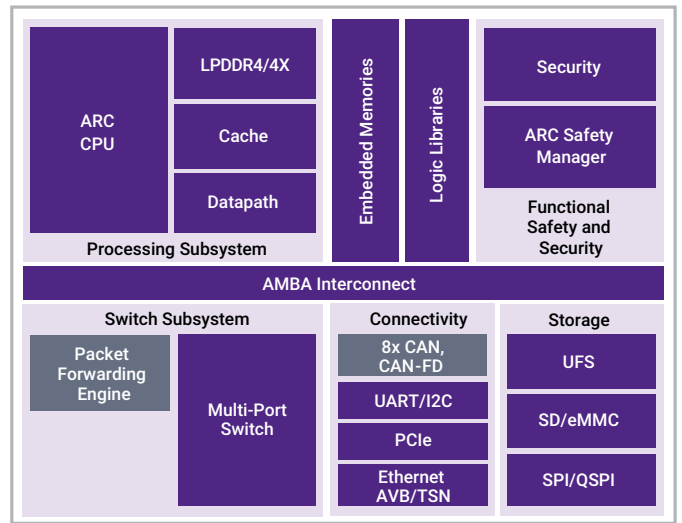 ARC
CPU
LPDDR4/4X
Cache
Datapath
Processing Subsystem
Embedded Memories
Logic Libraries
Security
ARC Safety
Manager
Functional
Safety and
Security
AMBA Interconnect
Switch Subsystem
Packet
Forwarding
Engine
Multi-Port
Switch
Connectivity
8x CAN,
CAN-FD
UART/I2C
PCIe
Ethernet
AVB/TSN
Storage
UFS
SD/eMMC
SPI/QSPI